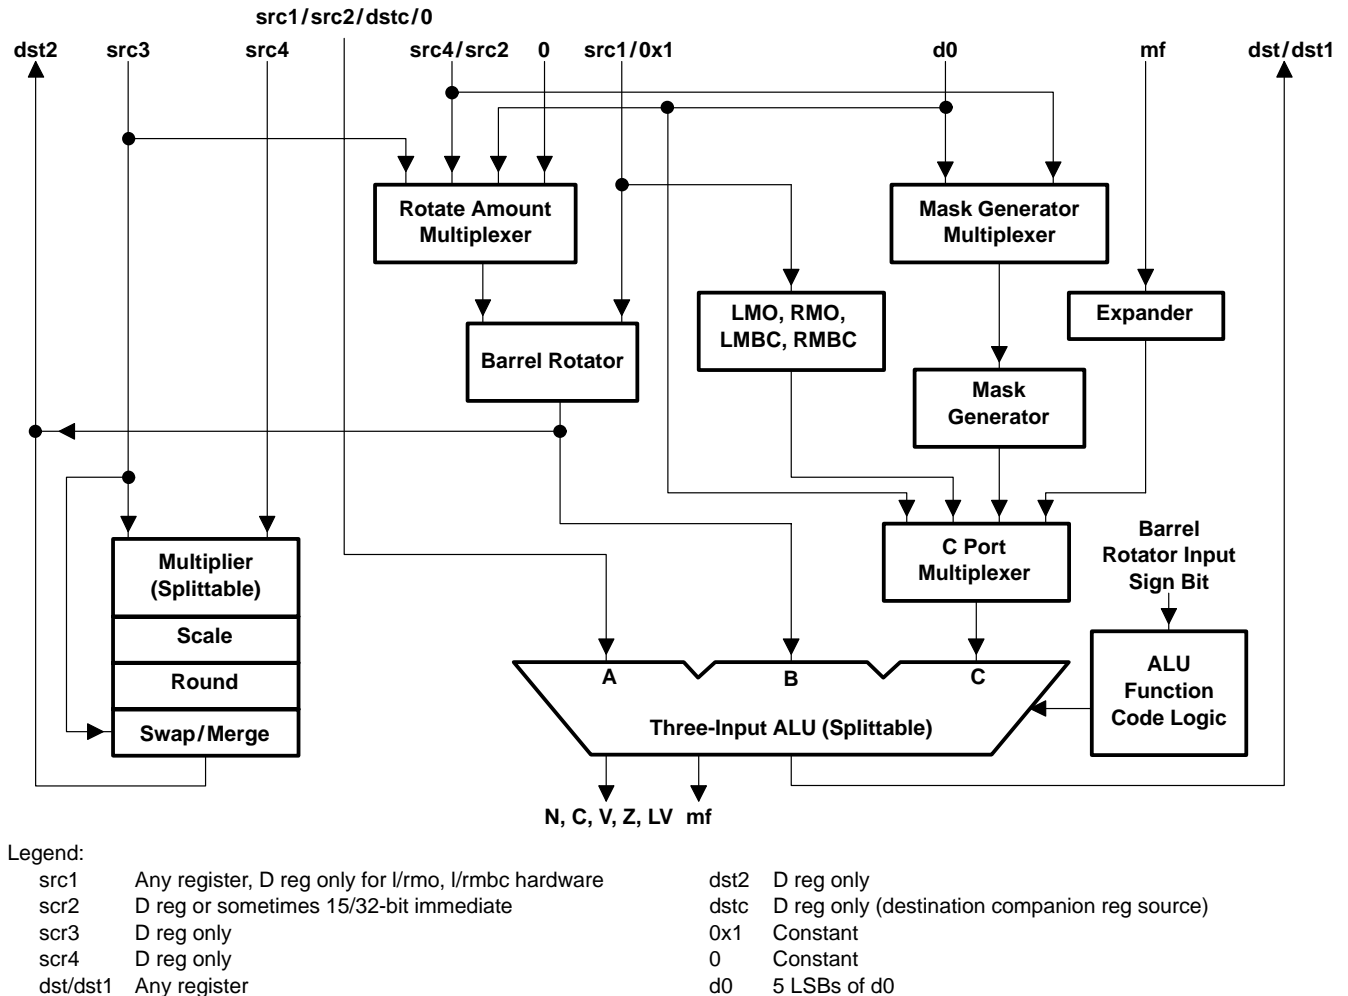 src1/src2/dstc/0
dst2 src3 src4 src4/src2 0 src1/0x1 d0 mf dst/dst1
Rotate Amount
Multiplexer
Mask Generator
Multiplexer
LMO, RMO,
LMBC, RMBC
Expander
Barrel Rotator
Mask
Generator
Multiplier
(Splittable)
Scale
Round
Swap/Merge
C Port
Multiplexer
Barrel
Rotator Input
Sign Bit
ALU
Function
Code Logic
A B C
Three-Input ALU (Splittable)
N, C, V, Z, LV mf
Legend:
src1 Any register, D reg only for l/rmo, l/rmbc hardware
scr2 D reg or sometimes 15/32-bit immediate
scr3 D reg only
scr4 D reg only
dst/dst1 Any register
dst2 D reg only
dstc D reg only (destination companion reg source)
0x1 Constant
0 Constant
d0 5 LSBs of d0